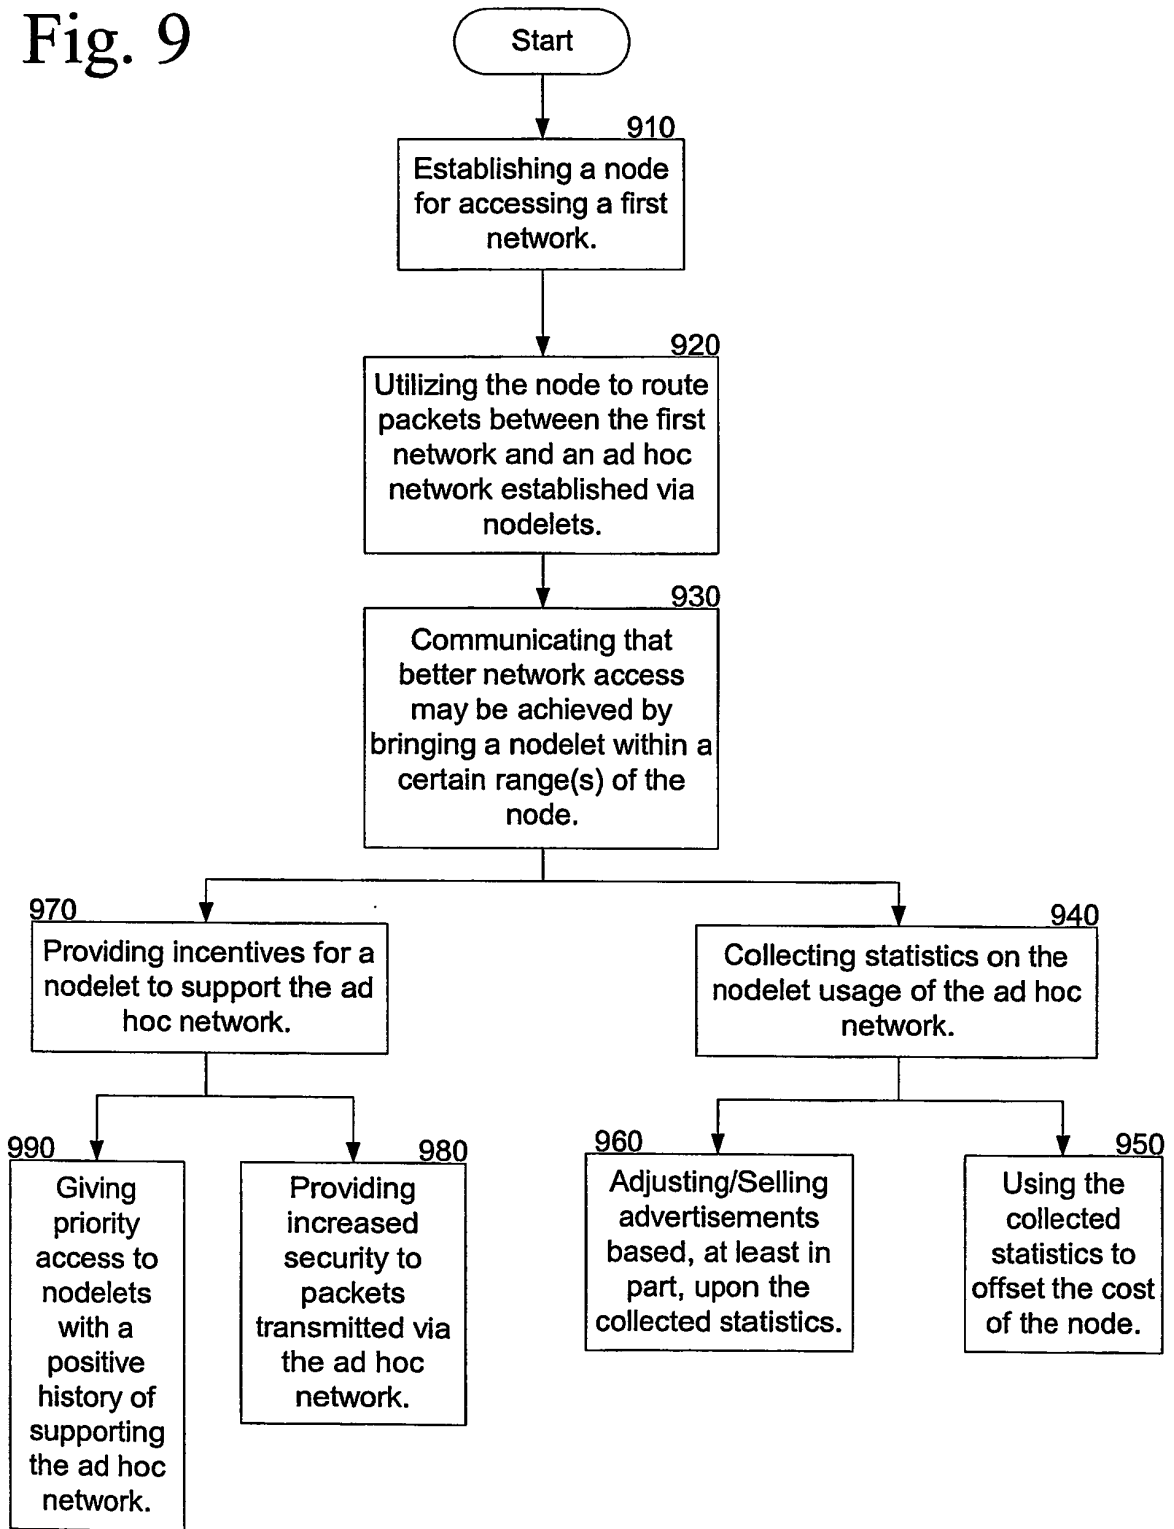 Fig. 9
Start
910
Establishing a node
for accessing a first
network.
920
Utilizing the node to route
packets between the first
network and an ad hoc
network established via
nodelets.
930
Communicating that
better network access
may be achieved by
bringing a nodelet within a
certain range(s) of the
node.
970
Providing incentives for a
nodelet to support the ad
hoc network.
940
Collecting statistics on the
nodelet usage of the ad hoc
network.
990
Giving
priority
access to
nodelets
with a
positive
history of
supporting
the ad hoc
network.
980
Providing
increased
security to
packets
transmitted via
the ad hoc
network.
960
Adjusting/Selling
advertisements
based, at least in
part, upon the
collected statistics.
950
Using the
collected
statistics to
offset the cost
of the node.